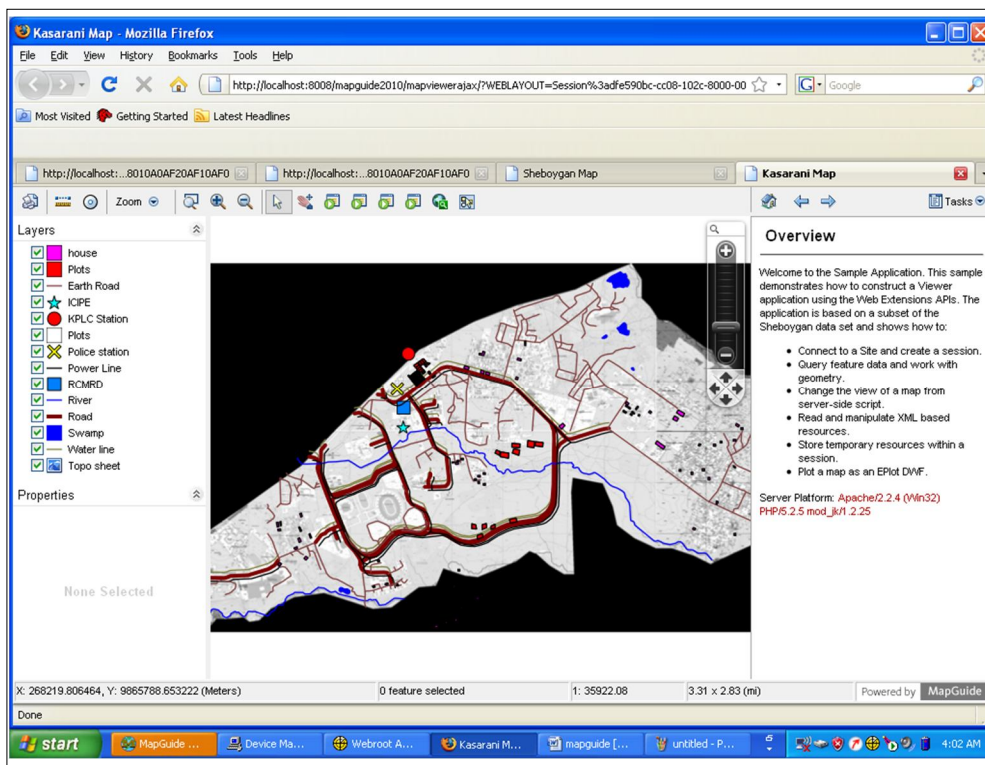 Kasarani Map - Mozilla Firefox
File Edit View History Bookmarks Tools Help
http://localhost:8008/mapguide2010/mapviewerajax/?WEBLAYOUT=Session%3adfe590bc-cc08-102c-8000-00
Google
Most Visited Getting Started Latest Headlines
http://localhost:...8010A0AF20AF10AF0 http://localhost:...8010A0AF20AF10AF0 Sheboygan Map Kasarani Map
Zoom Tasks
Layers
house
Plots
Earth Road
ICIPE
KPLC Station
Plots
Police station
Power Line
RCMRD
River
Road
Swamp
Water line
Topo sheet
Properties
None Selected
Overview
Welcome to the Sample Application. This sample
demonstrates how to construct a Viewer
application using the Web Extensions APIs. The
application is based on a subset of the
Sheboygan data set and shows how to:
• Connect to a Site and create a session.
• Query feature data and work with
geometry.
• Change the view of a map from
server-side script.
• Read and manipulate XML based
resources.
• Store temporary resources within a
session.
• Plot a map as an EPlot DWF.
Server Platform: Apache/2.2.4 (Win32)
PHP/5.2.5 mod_jk/1.2.25
X: 268219.806464, Y: 9865788.653222 (Meters) 0 feature selected 1: 35922.08 3.31 x 2.83 (mi) Powered by MapGuide
Done
start MapGuide ... Device Ma... Webroot A... Kasarani M... mapguide [... untitled - P... 4:02 AM